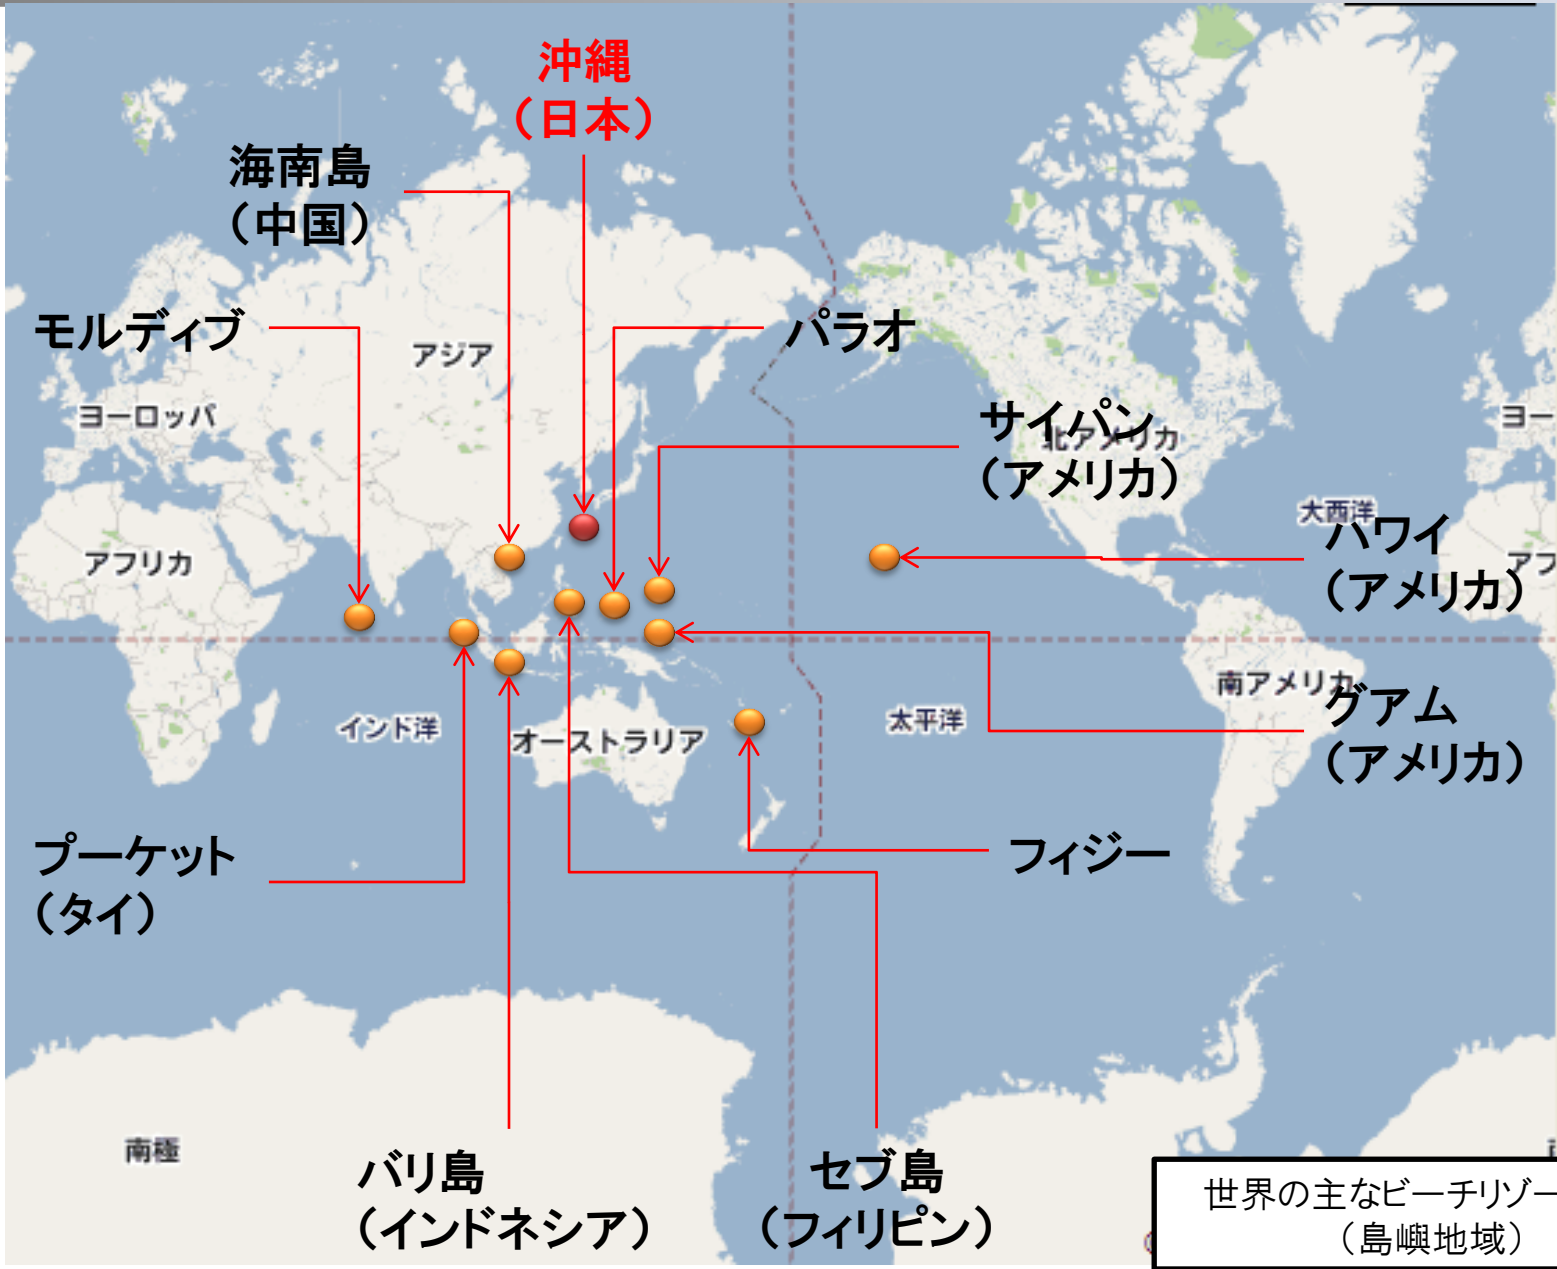 沖縄
（日本）
海南島
（中国）
モルディブ
アジア
パラオ
ヨーロッパ
サイパン
（アメリカ）
北アメリカ
ヨー
大西洋
ハワイ
（アメリカ）
アフリカ
アフ
南アメリカ
グアム
（アメリカ）
インド洋
オーストラリア
太平洋
プーケット
（タイ）
フィジー
南極
バリ島
（インドネシア）
セブ島
（フィリピン）
世界の主なビーチリゾー
（島嶼地域）